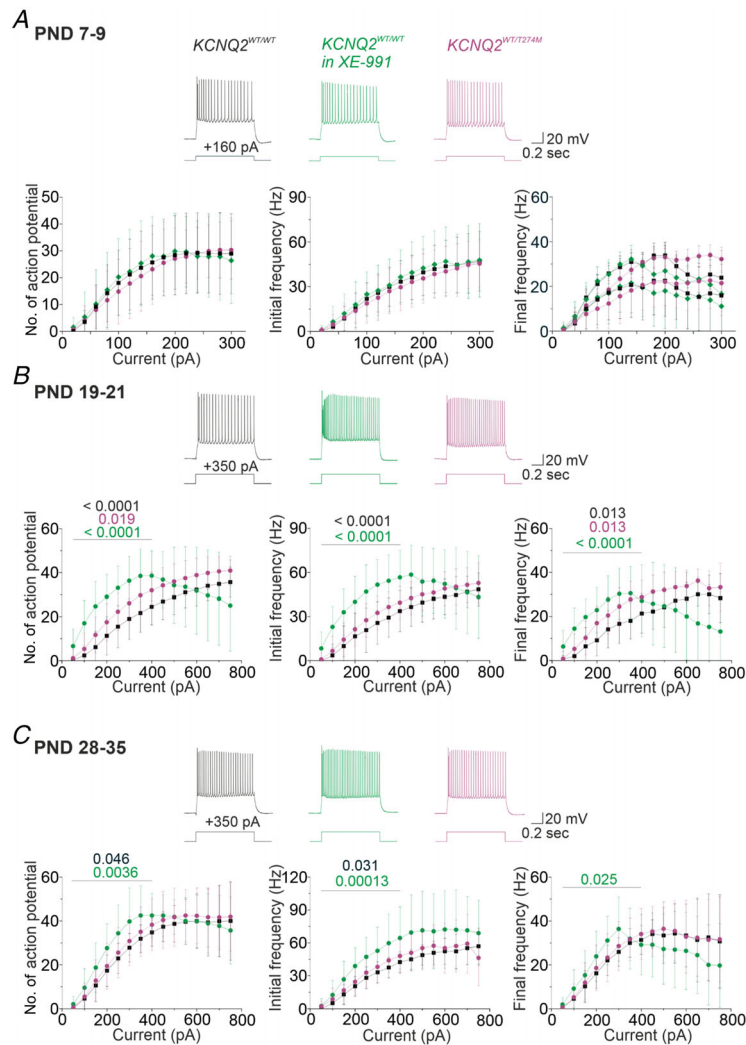 A
PND 7-9
KCNQ2WT/WT
KCNQ2WT/WT
in XE-991
KCNQ2WT/T274M
+160 pA
20 mV
0.2 sec
No. of action potential
50
40
30
20
10
0
0 100 200 300
Current (pA)
Initial frequency (Hz)
90
60
30
0
0 100 200 300
Current (pA)
Final frequency (Hz)
60
40
20
0
0 100 200 300
Current (pA)
B
PND 19-21
+350 pA
20 mV
0.2 sec
< 0.0001
0.019
< 0.0001
No. of action potential
60
40
20
0
0 200 400 600 800
Current (pA)
< 0.0001
< 0.0001
Initial frequency (Hz)
90
60
30
0
0 200 400 600 800
Current (pA)
0.013
0.013
< 0.0001
Final frequency (Hz)
60
40
20
0
0 200 400 600 800
Current (pA)
C
PND 28-35
+350 pA
20 mV
0.2 sec
0.046
0.0036
No. of action potential
60
40
20
0
0 200 400 600 800
Current (pA)
0.031
0.00013
Initial frequency (Hz)
120
90
60
30
0
0 200 400 600 800
Current (pA)
0.025
Final frequency (Hz)
60
40
20
0
0 200 400 600 800
Current (pA)